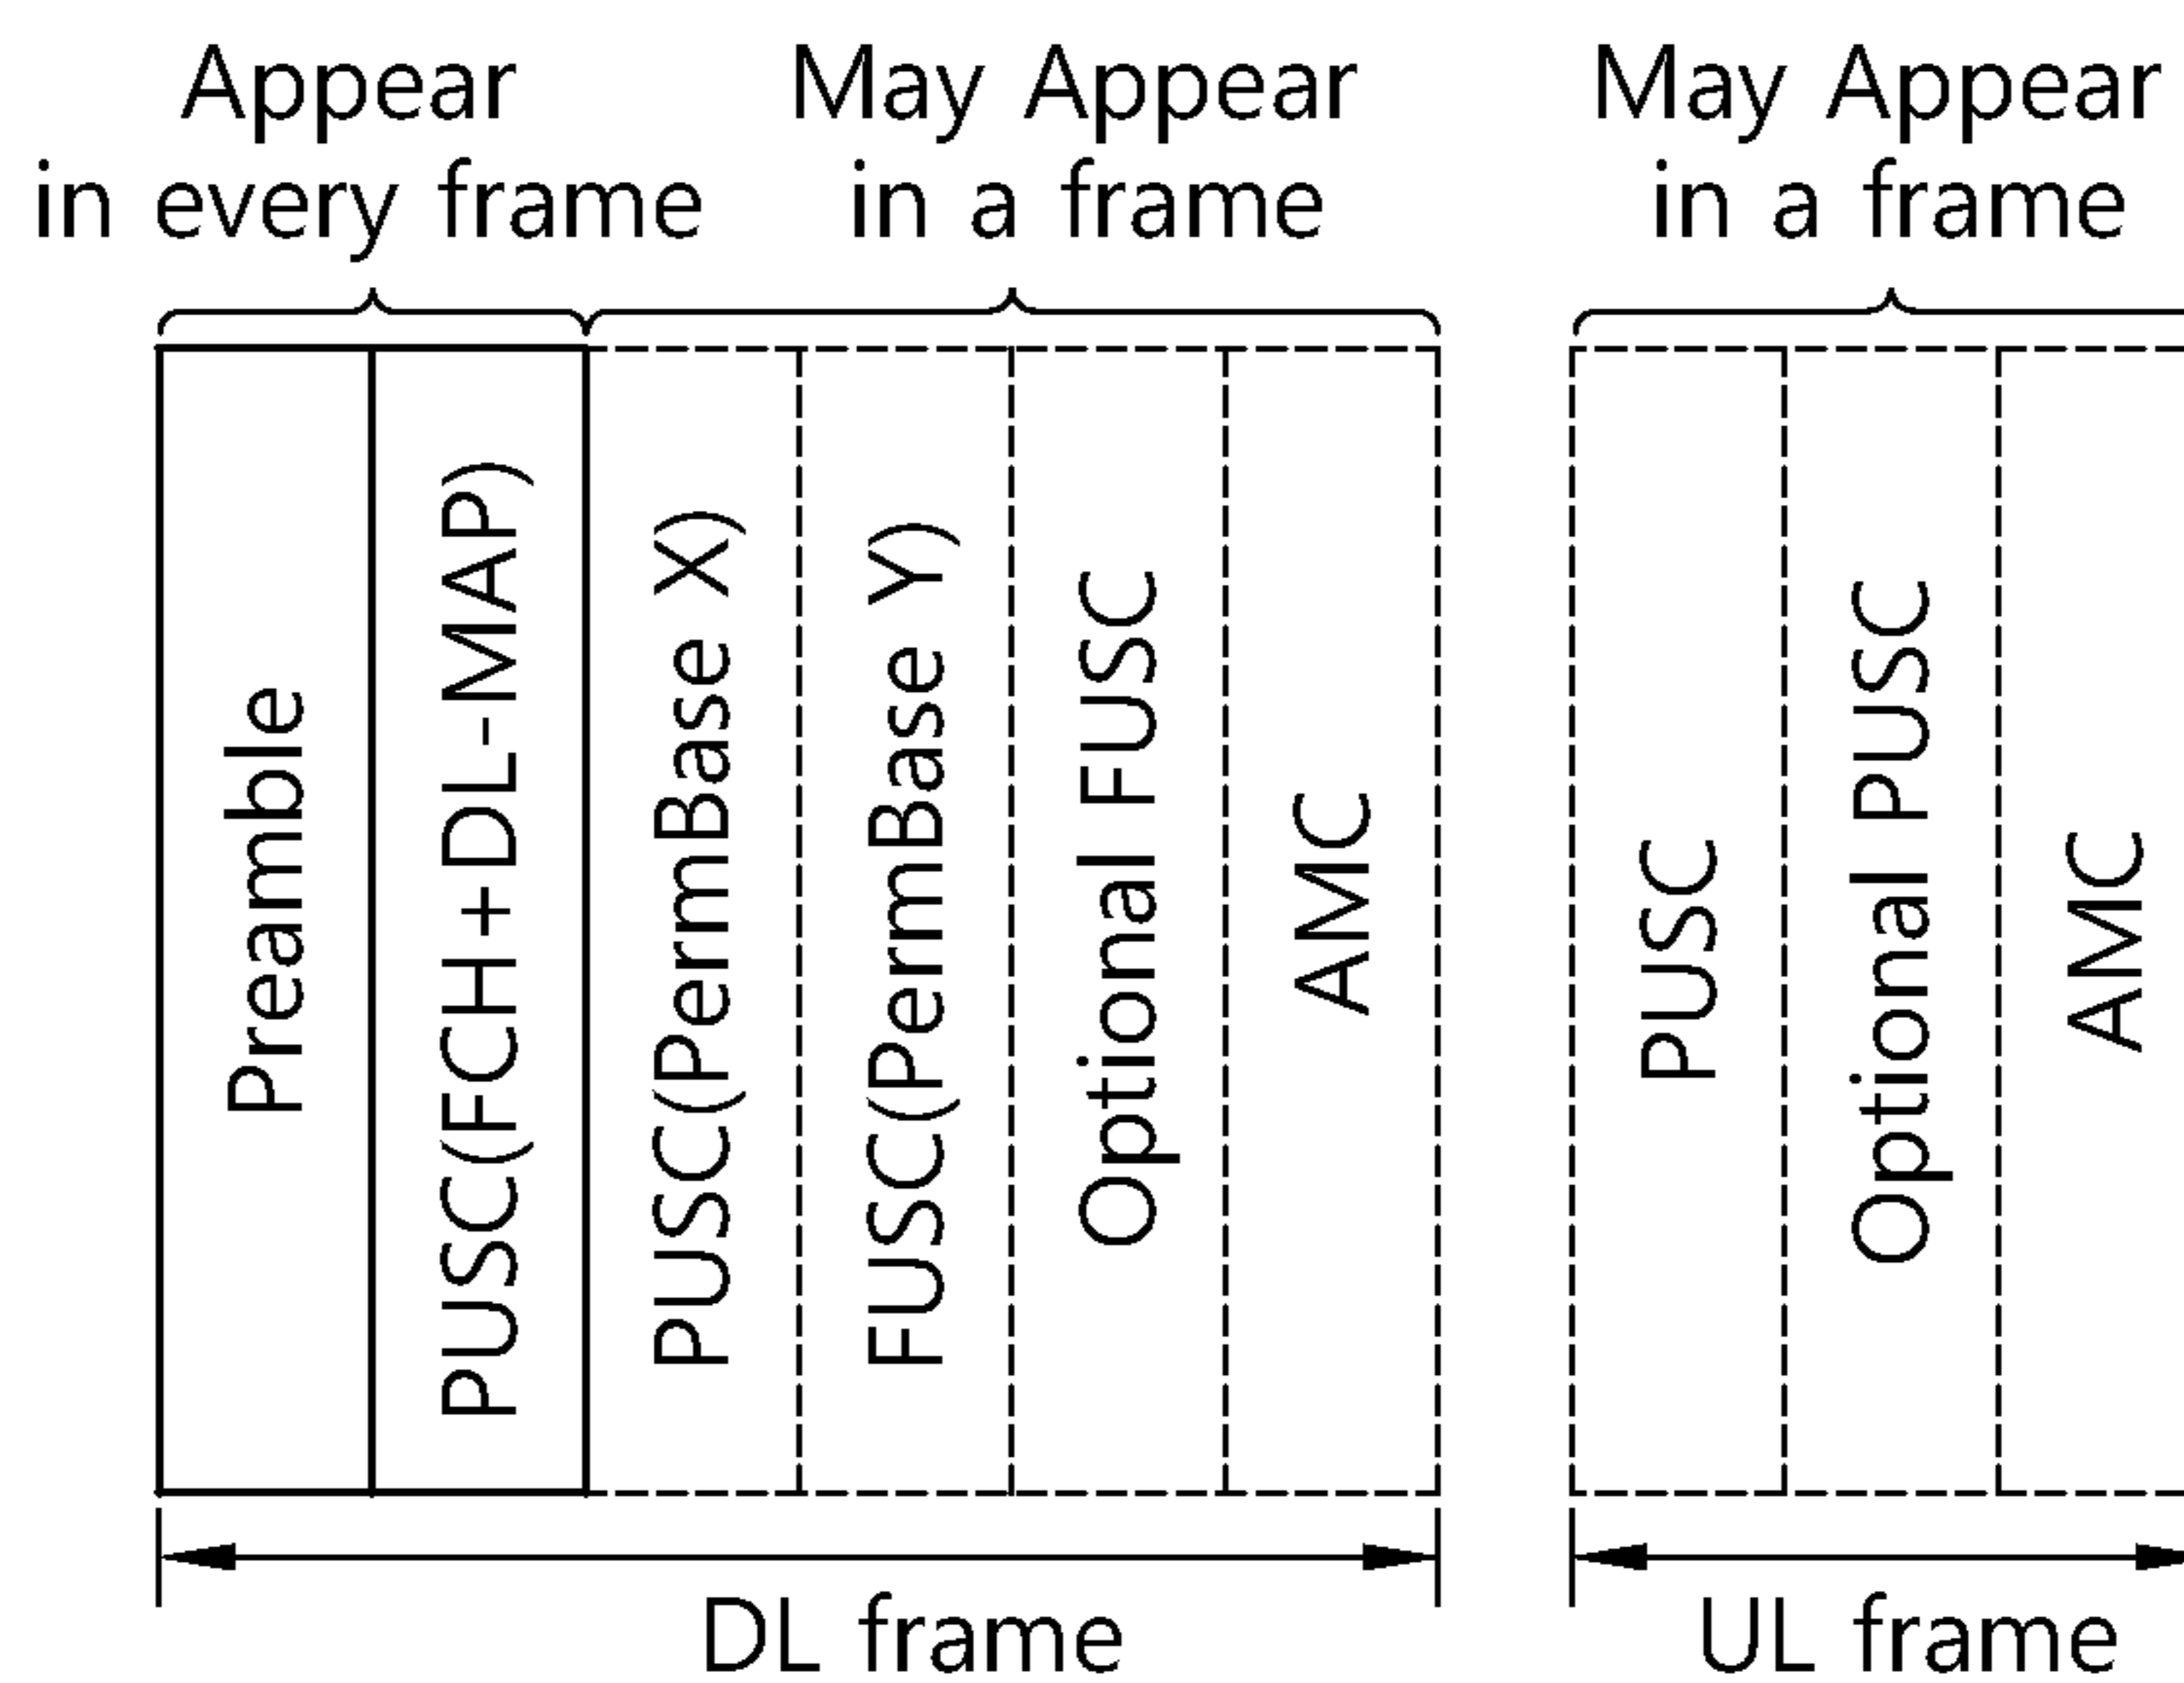 Appear
in every frame
May Appear
in a frame
May Appear
in a frame
Preamble
PUSC(FCH+DL-MAP)
PUSC(PermBase X)
FUSC(PermBase Y)
Optional FUSC
AMC
PUSC
Optional PUSC
AMC
DL frame
UL frame